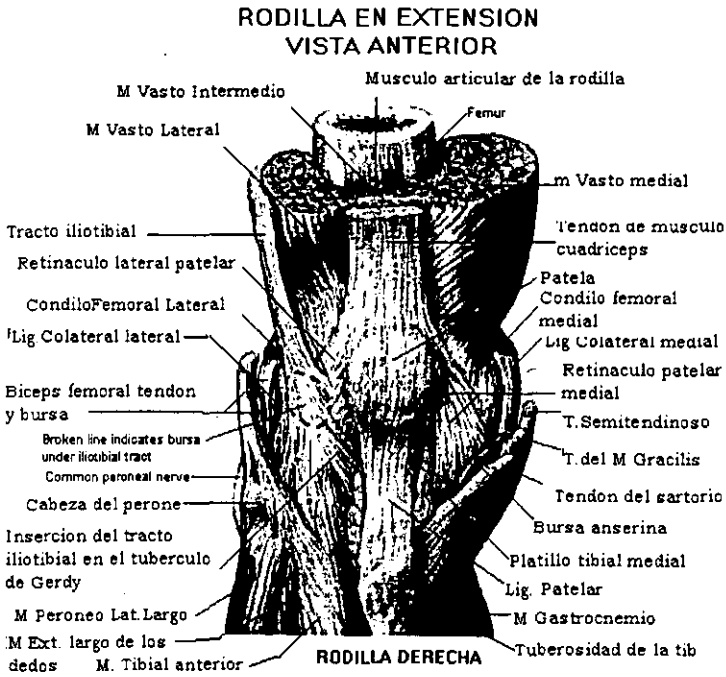 RODILLA EN EXTENSION
VISTA ANTERIOR
Musculo articular de la rodilla
M Vasto Intermedio
Femur
M Vasto Lateral
m Vasto medial
Tracto iliotibial
Tendon de musculo
cuadriceps
Retinaculo lateral patelar
Patela
CondiloFemoral Lateral
Condilo femoral
medial
Lig Colateral lateral
Lig Colateral medial
Retinaculo patelar
medial
Biceps femoral tendon
y bursa
T.Semitendinoso
Broken line indicates bursa
under iliotibial tract
T.del M Gracilis
Common peroneal nerve
Tendon del sartorio
Cabeza del perone
Bursa anserina
Insercion del tracto
iliotibial en el tuberculo
de Gerdy
Platillo tibial medial
Lig. Patelar
M Peroneo Lat.Largo
M Gastrocnemio
M Ext. largo de los
dedos
M. Tibial anterior
RODILLA DERECHA
Tuberosidad de la tib